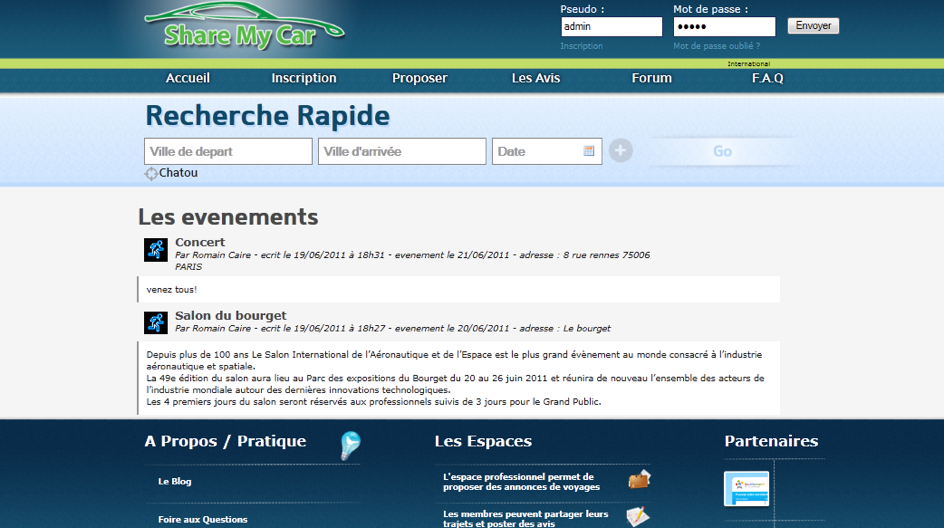 Share My Car
Pseudo :
Mot de passe :
admin
Envoyer
Inscription
Mot de passe oublié ?
International
Accueil
Inscription
Proposer
Les Avis
Forum
F.A.Q
Recherche Rapide
Ville de depart
Ville d'arrivée
Date
Go
Chatou
Les evenements
Concert
Par Romain Caire - ecrit le 19/06/2011 à 18h31 - evenement le 21/06/2011 - adresse : 8 rue rennes 75006
PARIS
venez tous!
Salon du bourget
Par Romain Caire - ecrit le 19/06/2011 à 18h27 - evenement le 20/06/2011 - adresse : Le bourget
Depuis plus de 100 ans Le Salon International de l'Aéronautique et de l'Espace est le plus grand évènement au monde consacré à l'industrie
aéronautique et spatiale.
La 49e édition du salon aura lieu au Parc des expositions du Bourget du 20 au 26 juin 2011 et réunira de nouveau l'ensemble des acteurs de
l'industrie mondiale autour des dernières innovations technologiques.
Les 4 premiers jours du salon seront réservés aux professionnels suivis de 3 jours pour le Grand Public.
A Propos / Pratique
Le Blog
Foire aux Questions
Les Espaces
L'espace professionnel permet de
proposer des annonces de voyages
Les membres peuvent partager leurs
trajets et poster des avis
Partenaires